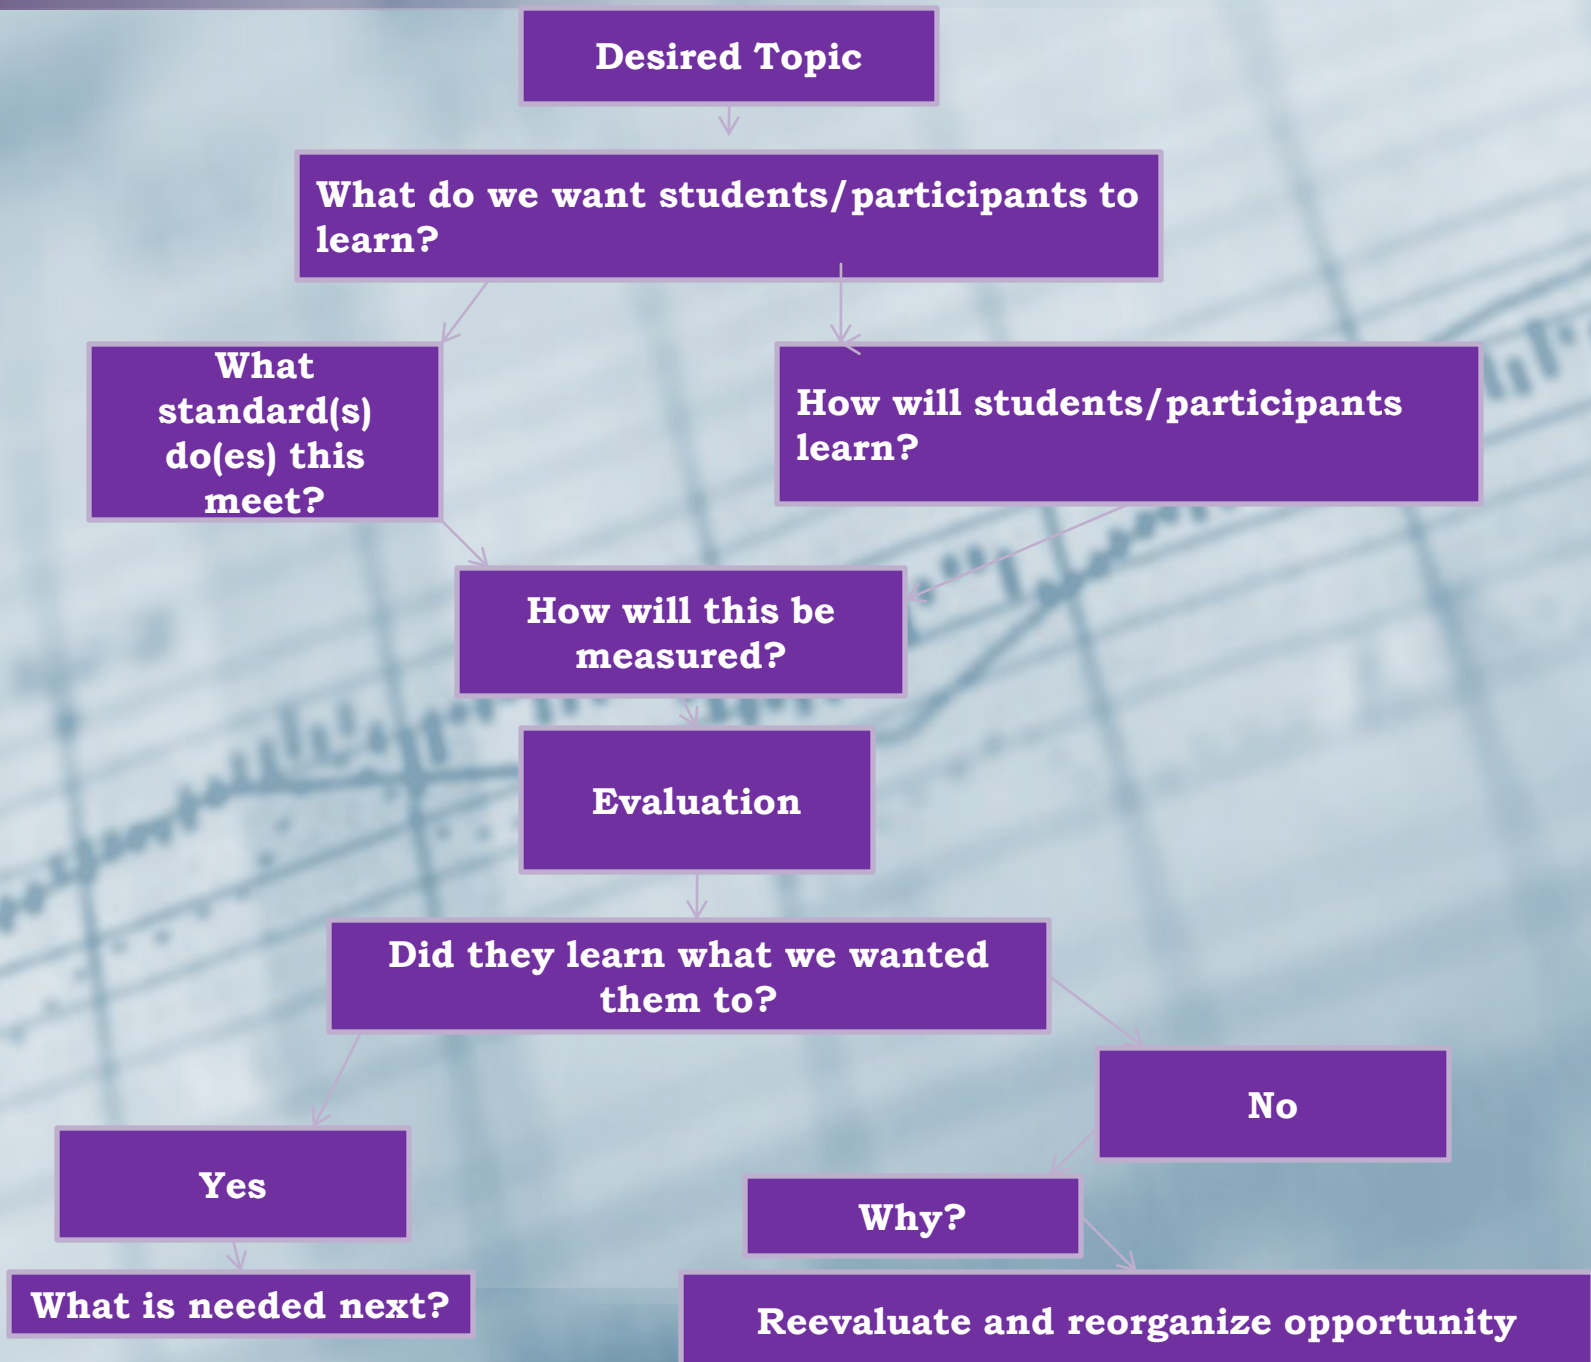 Desired Topic
What do we want students/participants to
learn?
What
standard(s)
do(es) this
meet?
How will students/participants
learn?
How will this be
measured?
Evaluation
Did they learn what we wanted
them to?
No
Yes
Why?
What is needed next?
Reevaluate and reorganize opportunity